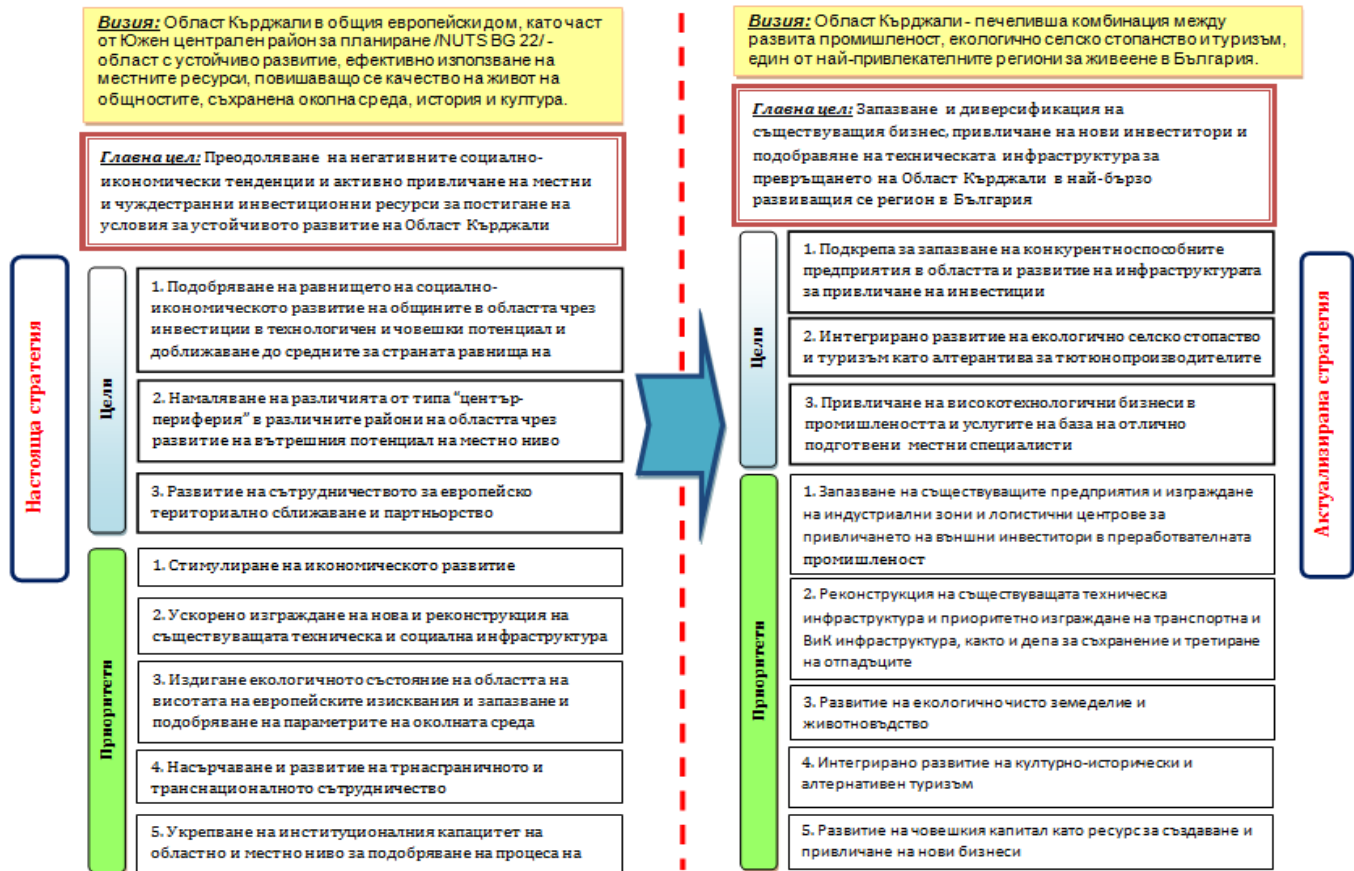 Визия: Област Кърджали в общия европейски дом, като част
от Южен централен район за планиране /NUTS BG 22/ -
област с устойчиво развитие, ефективно използване на
местните ресурси, повишаващо се качество на живот на
общностите, съхранена околна среда, история и култура.
Главна цел: Преодоляване на негативните социално-
икономически тенденции и активно привличане на местни
и чуждестранни инвестиционни ресурси за постигане на
условия за устойчивото развитие на Област Кърджали
Настояща стратегия
Цели
1. Подобряване на равнището на социално-
икономическото развитие на общините в областта чрез
инвестиции в технологичен и човешки потенциал и
доближаване до средните за страната равнища на
2. Намаляване на различията от типа “център-
периферия” в различните райони на областта чрез
развитие на вътрешния потенциал на местно ниво
3. Развитие на сътрудничеството за европейско
териториално сближаване и партньорство
Приоритети
1. Стимулиране на икономическото развитие
2. Ускорено изграждане на нова и реконструкция на
съществуващата техническа и социална инфраструктура
3. Издигане екологичното състояние на областта на
висотата на европейските изисквания и запазване и
подобряване на параметрите на околната среда
4. Насърчаване и развитие на трнасграничното и
транснационалното сътрудничество
5. Укрепване на институционалния капацитет на
областно и местно ниво за подобряване на процеса на
Визия: Област Кърджали - печеливша комбинация между
развита промишленост, екологично селско стопанство и туризъм,
един от най-привлекателните региони за живеене в България.
Главна цел: Запазване и диверсификация на
съществуващия бизнес, привличане на нови инвеститори и
подобравяне на техническата инфраструктура за
превръщането на Област Кърджали в най-бързо
развиващия се регион в България
Цели
1. Подкрепа за запазване на конкурентноспособните
предприятия в областта и развитие на инфраструктурата
за привличане на инвестиции
2. Интегрирано развитие на екологично селско стопаство
и туризъм като алтерантива за тютюнопроизводителите
3. Привличане на високотехнологични бизнеси в
промишлеността и услугите на база на отлично
подготвени местни специалисти
Приоритети
1. Запазване на съществуващите предприятия и изграждане
на индустриални зони и логистични центрове за
привличането на външни инвеститори в преработвателната
промишленост
2. Реконструкция на съществуващата техническа
инфраструктура и приоритетно изграждане на транспортна и
ВиК инфраструктура, както и депа за съхранение и третиране
на отпадъците
3. Развитие на екологично чисто земеделие и
животновъдство
4. Интегрирано развитие на културно-исторически и
алтернативен туризъм
5. Развитие на човешкия капитал като ресурс за създаване и
привличане на нови бизнеси
Актуализирана стратегия